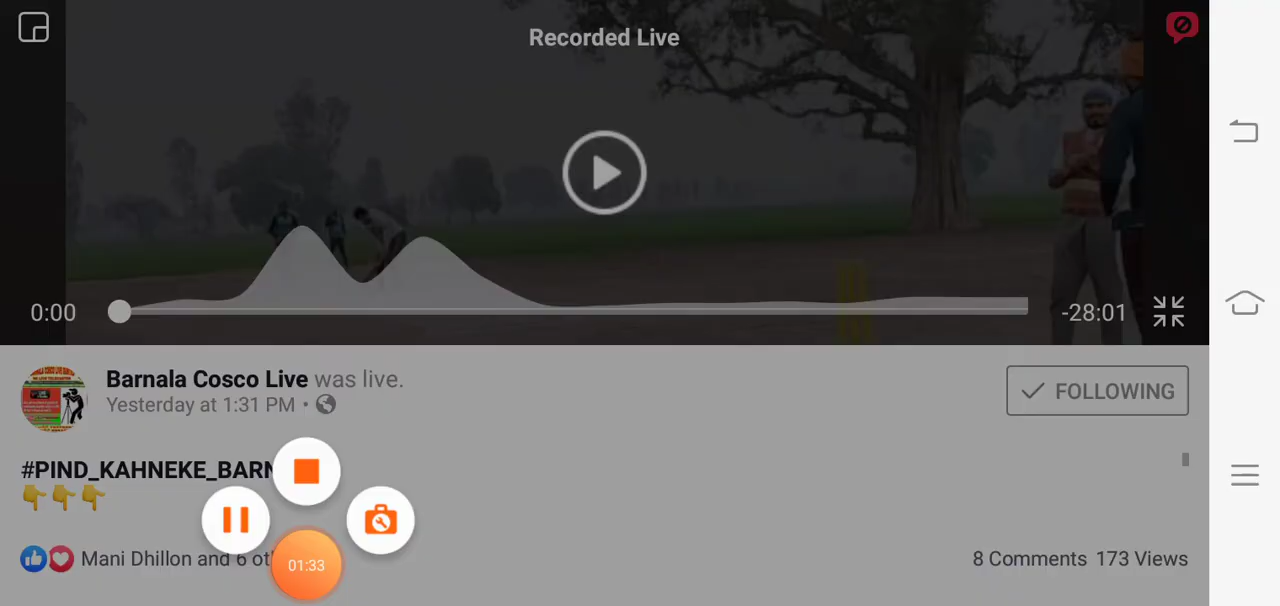 Recorded Live
0:00
-28:01
Barnala Cosco Live was live.
Yesterday at 1:31 PM •
FOLLOWING
#PIND_KAHNEKE_BARN
👇👇👇
Mani Dhillon and 6 ot
8 Comments 173 Views
01:33